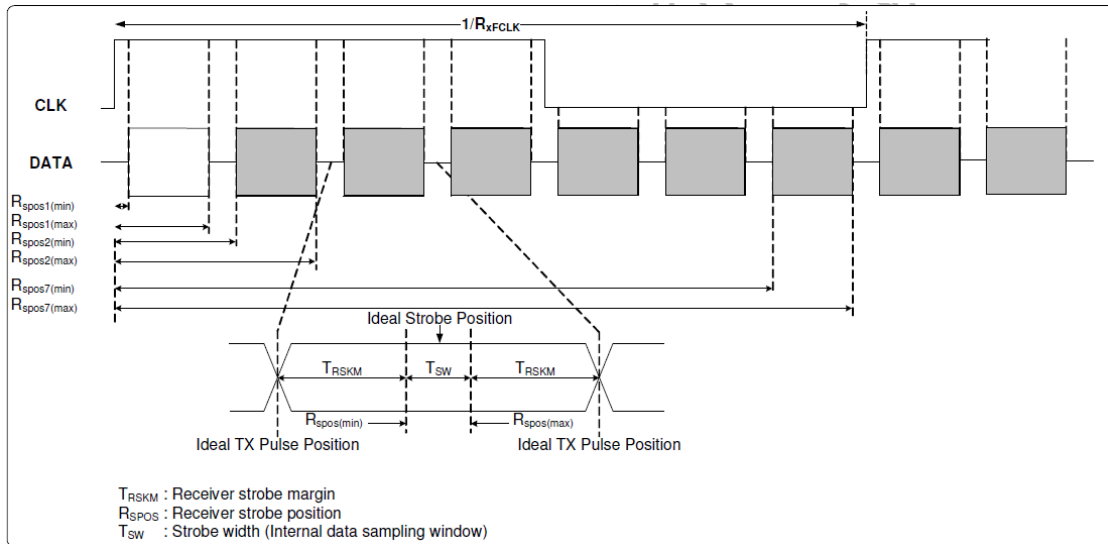 1/RxFCLK
CLK
DATA
Rspos1(min)
Rspos1(max)
Rspos2(min)
Rspos2(max)
Rspos7(min)
Rspos7(max)
Ideal Strobe Position
TRSKM TSW TRSKM
Rspos(min) Rspos(max)
Ideal TX Pulse Position Ideal TX Pulse Position
TRSKM : Receiver strobe margin
RSPOS : Receiver strobe position
TSW : Strobe width (Internal data sampling window)